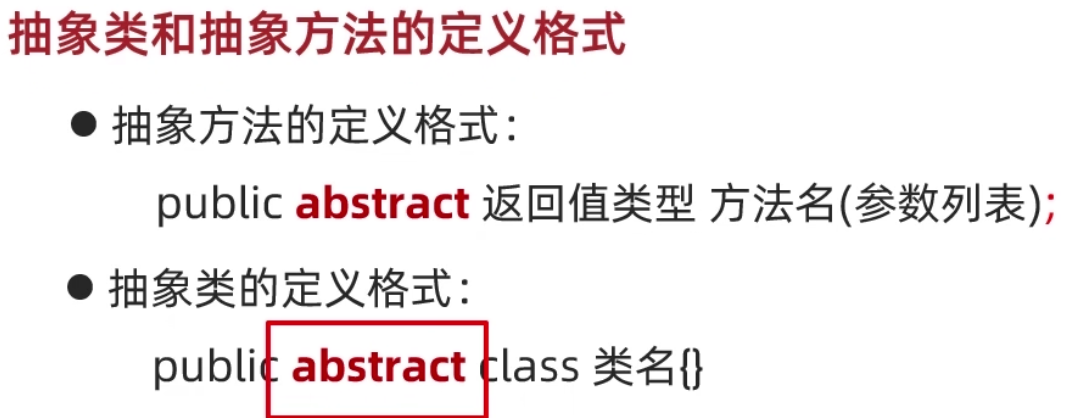 抽象类和抽象方法的定义格式
● 抽象方法的定义格式：
public abstract 返回值类型 方法名(参数列表);
● 抽象类的定义格式：
public abstract class 类名{}